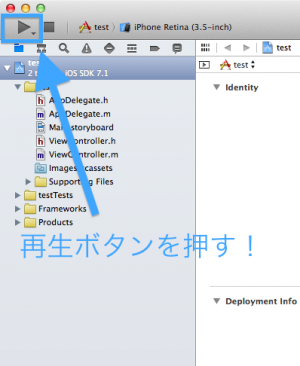 test
iPhone Retina (3.5-inch)
test
test
2 t
iOS SDK 7.1
test
Identity
AppDelegate.h
AppDelegate.m
Main.storyboard
ViewController.h
ViewController.m
Images.xcassets
Supporting Files
testTests
Frameworks
Products
再生ボタンを押す！
Deployment Info